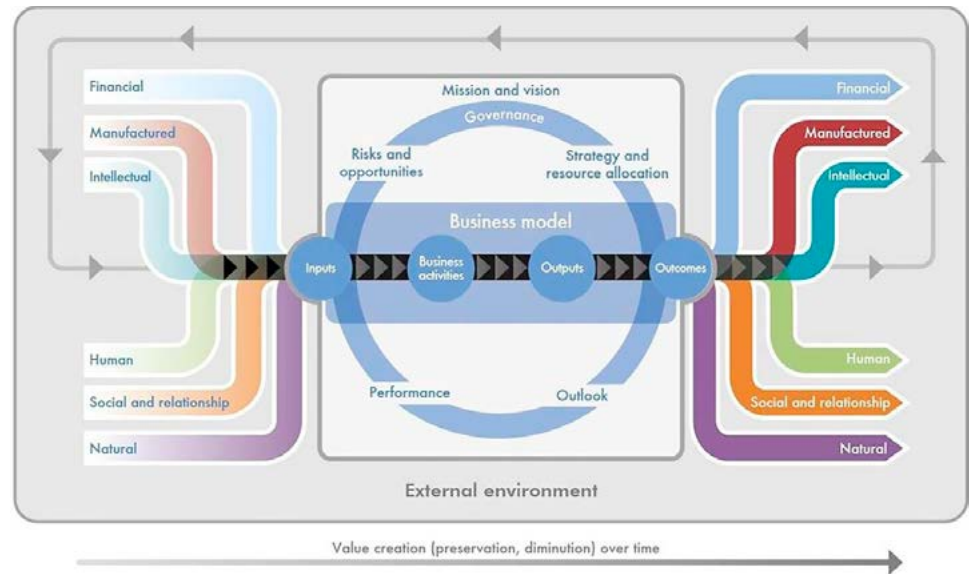 Financial
Manufactured
Intellectual
Human
Social and relationship
Natural
Mission and vision
Governance
Risks and
opportunities
Strategy and
resource allocation
Business model
Inputs
Business
activities
Outputs
Outcomes
Performance
Outlook
Financial
Manufactured
Intellectual
Human
Social and relationship
Natural
External environment
Value creation (preservation, diminution) over time